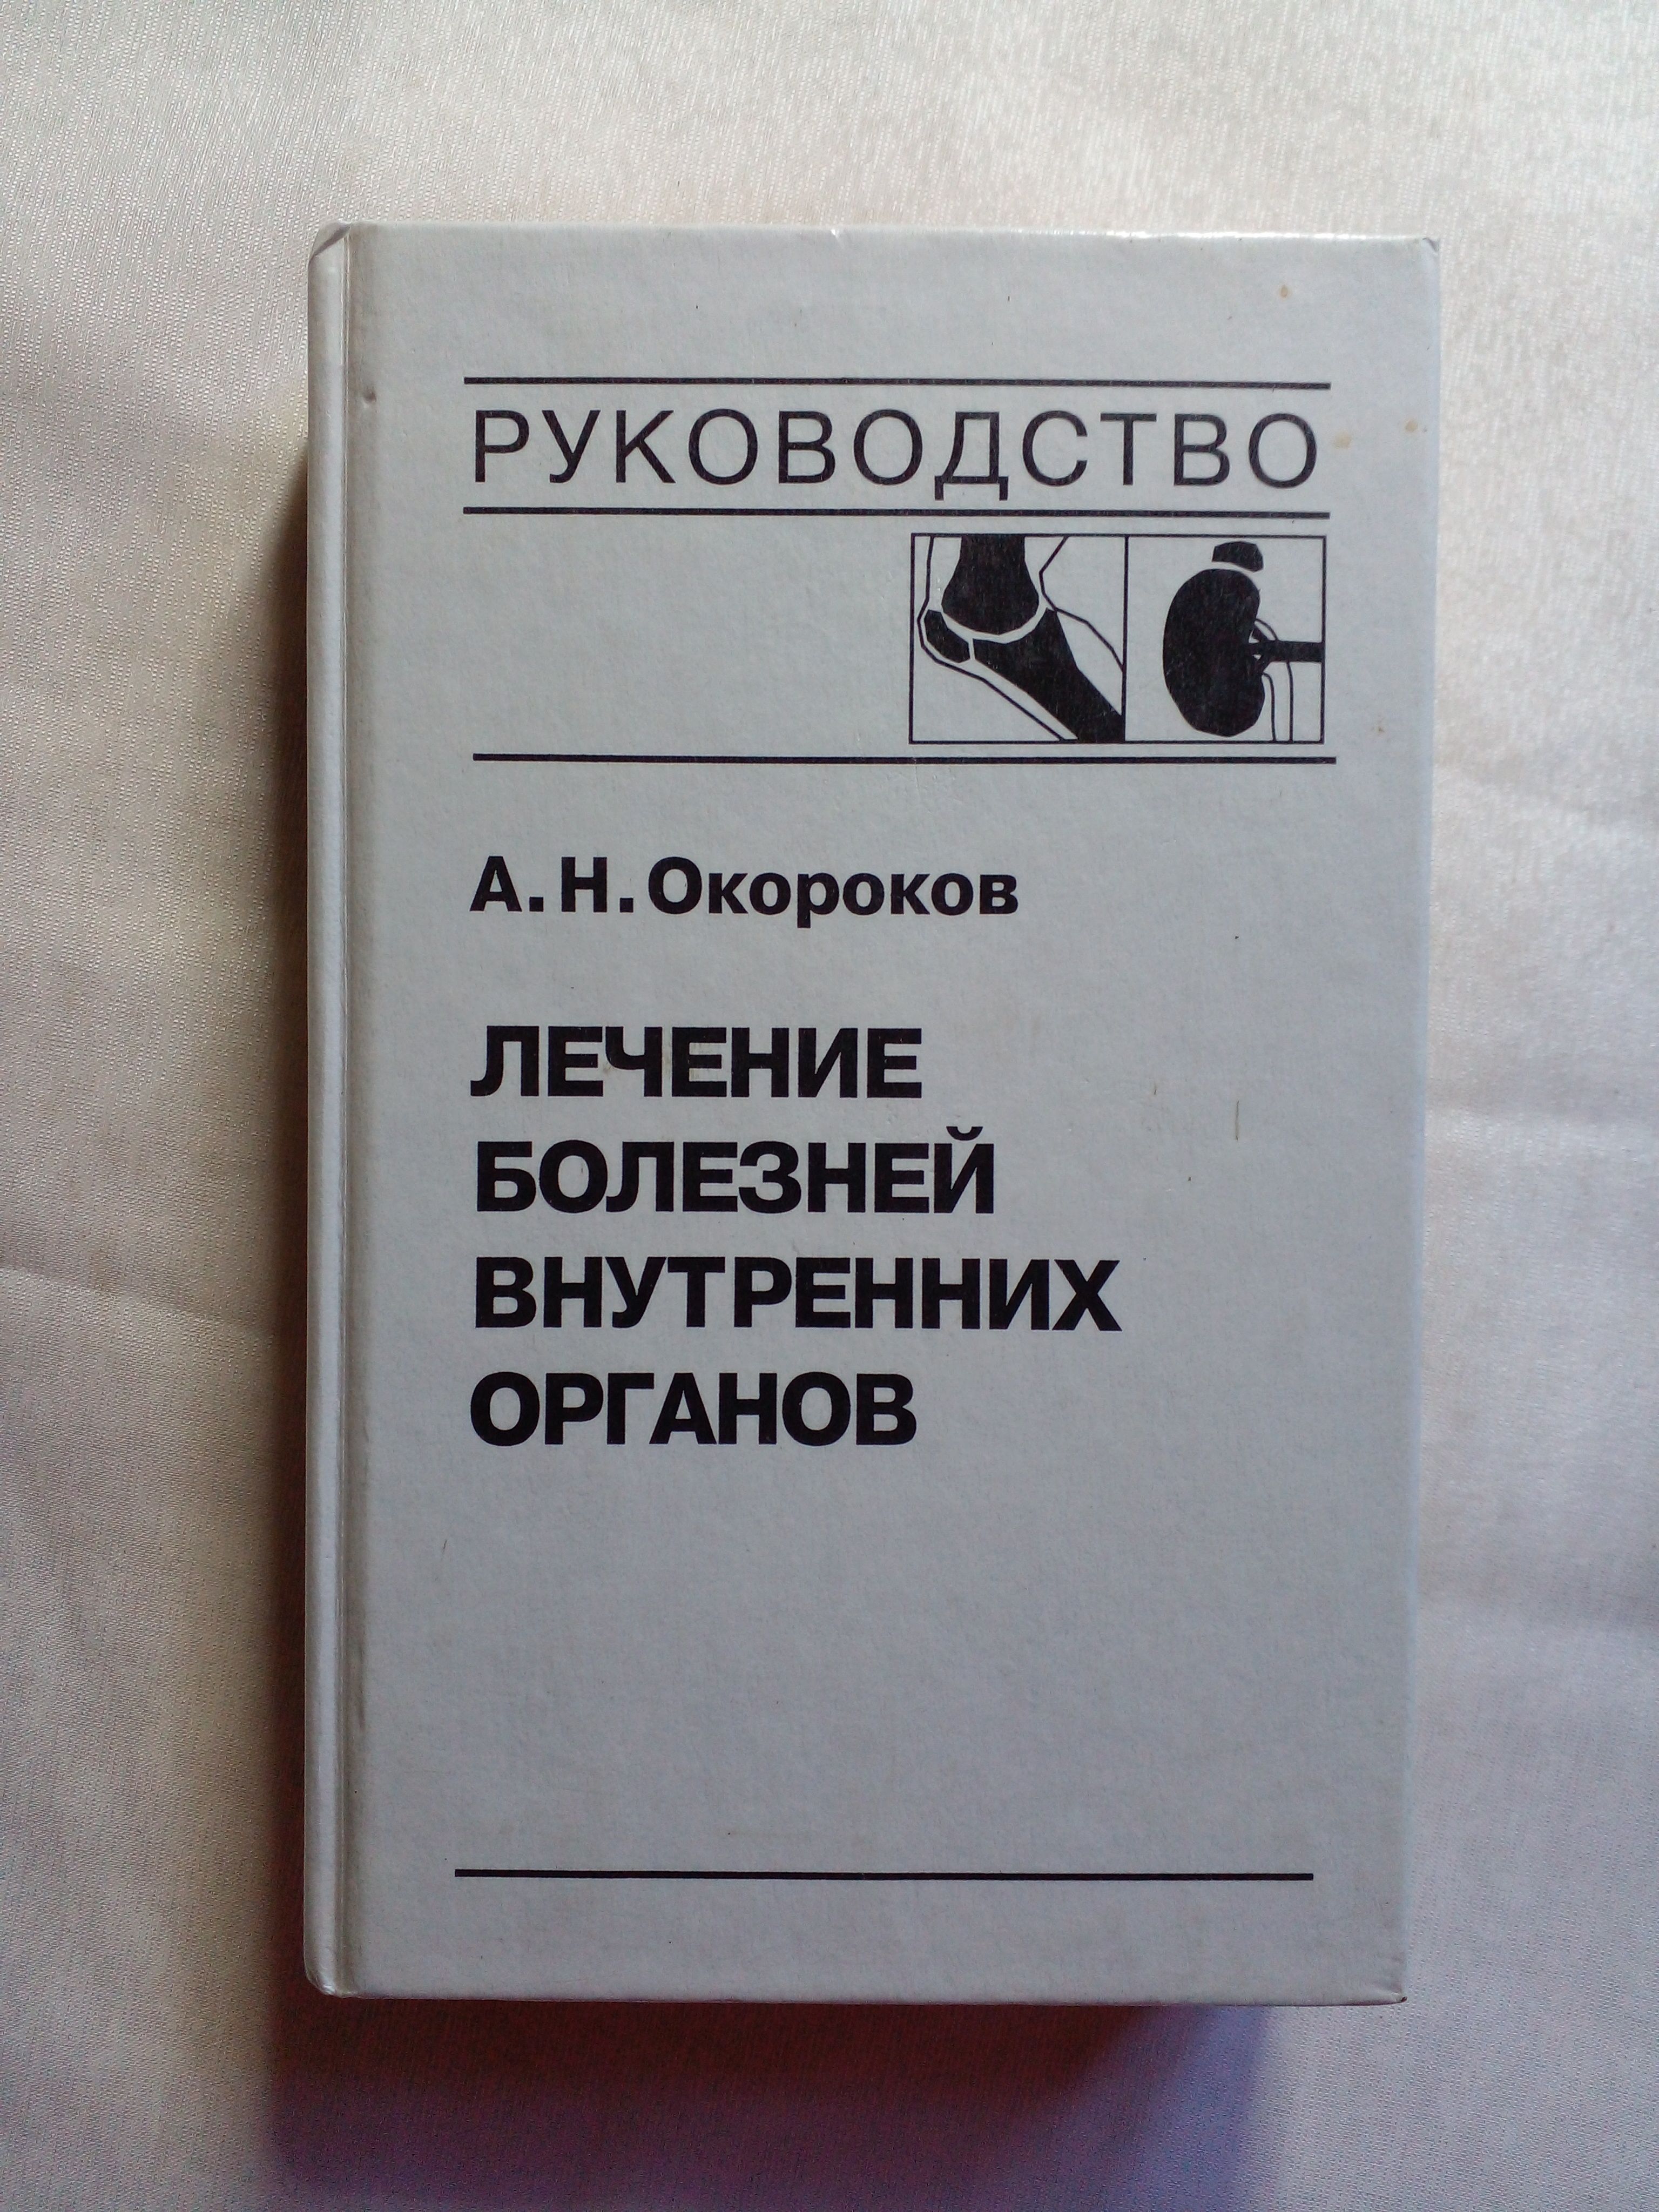 РУКОВОДСТВО
А. Н. Окороков
ЛЕЧЕНИЕ
БОЛЕЗНЕЙ
ВНУТРЕННИХ
ОРГАНОВ